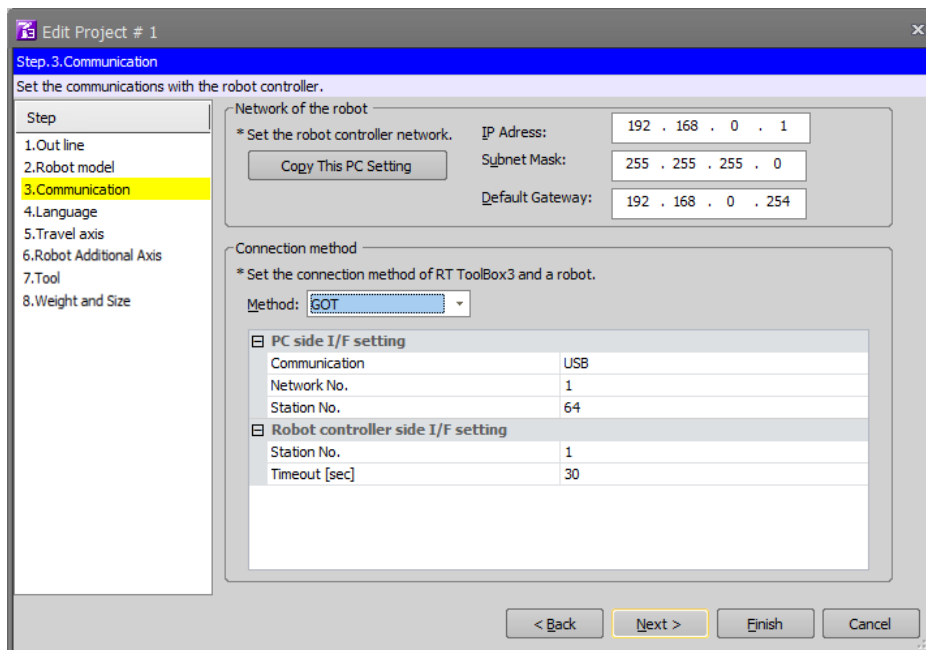 Edit Project # 1
Step.3.Communication
Set the communications with the robot controller.
Step
1.Out line
2.Robot model
3.Communication
4.Language
5.Travel axis
6.Robot Additional Axis
7.Tool
8.Weight and Size
Network of the robot
* Set the robot controller network.
Copy This PC Setting
IP Adress: 192 . 168 . 0 . 1
Subnet Mask: 255 . 255 . 255 . 0
Default Gateway: 192 . 168 . 0 . 254
Connection method
* Set the connection method of RT ToolBox3 and a robot.
Method: GOT
PC side I/F setting
Communication USB
Network No. 1
Station No. 64
Robot controller side I/F setting
Station No. 1
Timeout [sec] 30
< Back Next > Finish Cancel